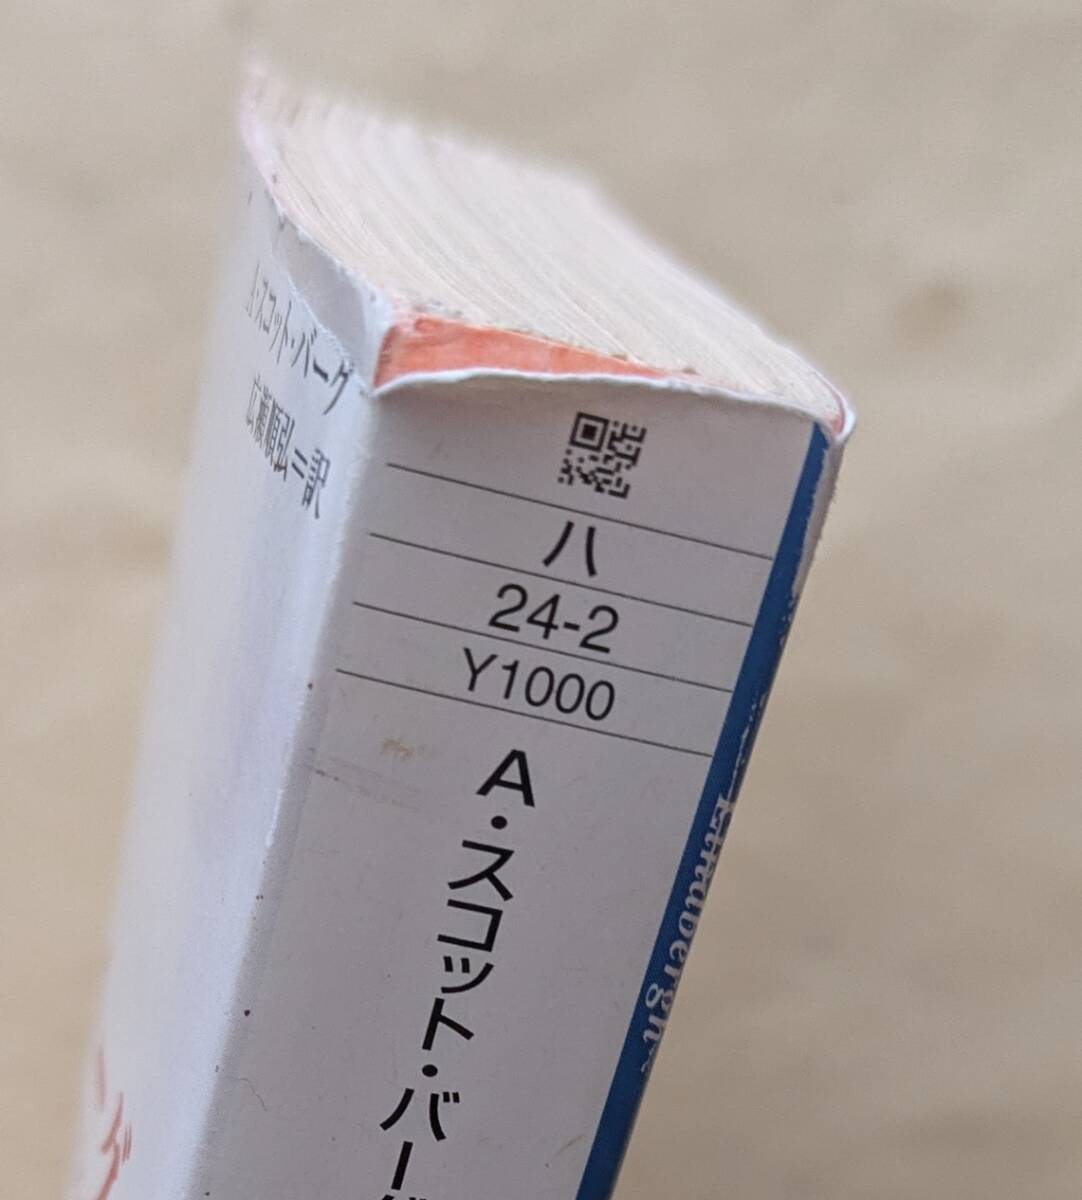 A・スコット・バーグ
広瀬順弘=訳
ハ
24-2
Y1000
A・スコット・バー